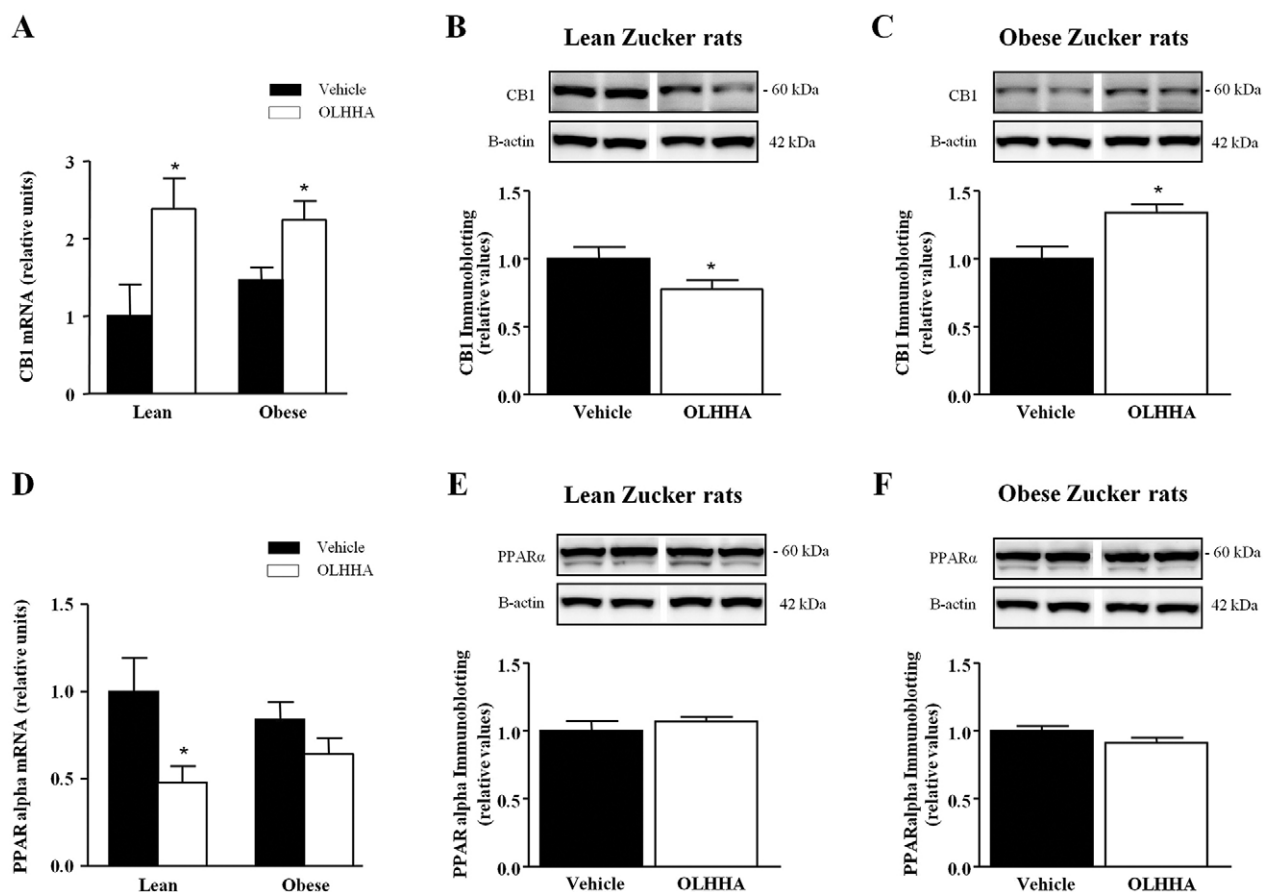 A
Vehicle
OLHHA
CB1 mRNA (relative units)
3
2
1
0
*
*
Lean
Obese
B
Lean Zucker rats
CB1
- 60 kDa
B-actin
42 kDa
CB1 Immunoblotting
(relative values)
1.5
1.0
0.5
0.0
*
Vehicle
OLHHA
C
Obese Zucker rats
CB1
- 60 kDa
B-actin
42 kDa
CB1 Immunoblotting
(relative values)
1.5
1.0
0.5
0.0
*
Vehicle
OLHHA
D
Vehicle
OLHHA
PPAR alpha mRNA (relative units)
1.5
1.0
0.5
0.0
*
Lean
Obese
E
Lean Zucker rats
PPARα
- 60 kDa
B-actin
42 kDa
PPAR alpha Immunoblotting
(relative values)
1.5
1.0
0.5
0.0
Vehicle
OLHHA
F
Obese Zucker rats
PPARα
- 60 kDa
B-actin
42 kDa
PPARalpha Immunoblotting
(relative values)
1.5
1.0
0.5
0.0
Vehicle
OLHHA